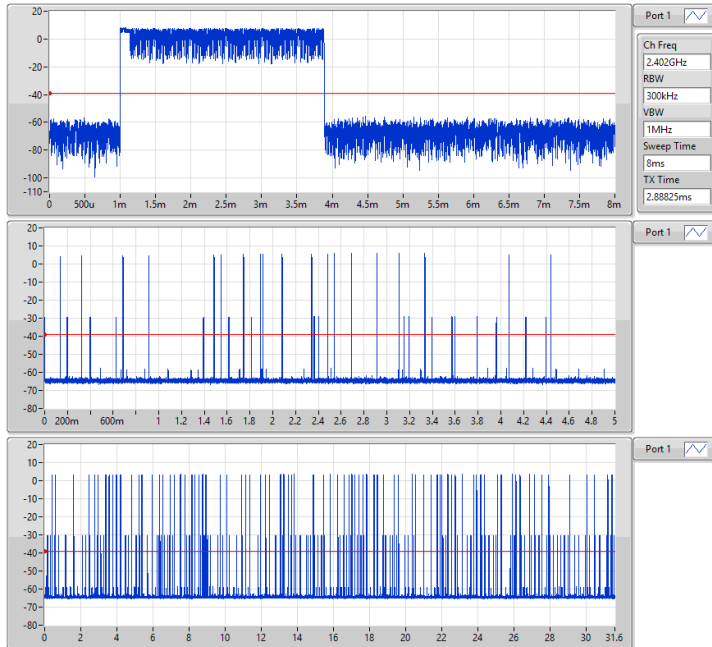 Port 1
20
0
-20
-40
-60
-80
-100
-110
0 500u 1m 1.5m 2m 2.5m 3m 3.5m 4m 4.5m 5m 5.5m 6m 6.5m 7m 7.5m 8m
Ch Freq
2.402GHz
RBW
300kHz
VBW
1MHz
Sweep Time
8ms
TX Time
2.88825ms
Port 1
20
10
0
-10
-20
-30
-40
-50
-60
-70
-80
0 200m 600m 1 1.2 1.4 1.6 1.8 2 2.2 2.4 2.6 2.8 3 3.2 3.4 3.6 3.8 4 4.2 4.4 4.6 4.8 5
Port 1
20
10
0
-10
-20
-30
-40
-50
-60
-70
-80
0 2 4 6 8 10 12 14 16 18 20 22 24 26 28 30 31.6